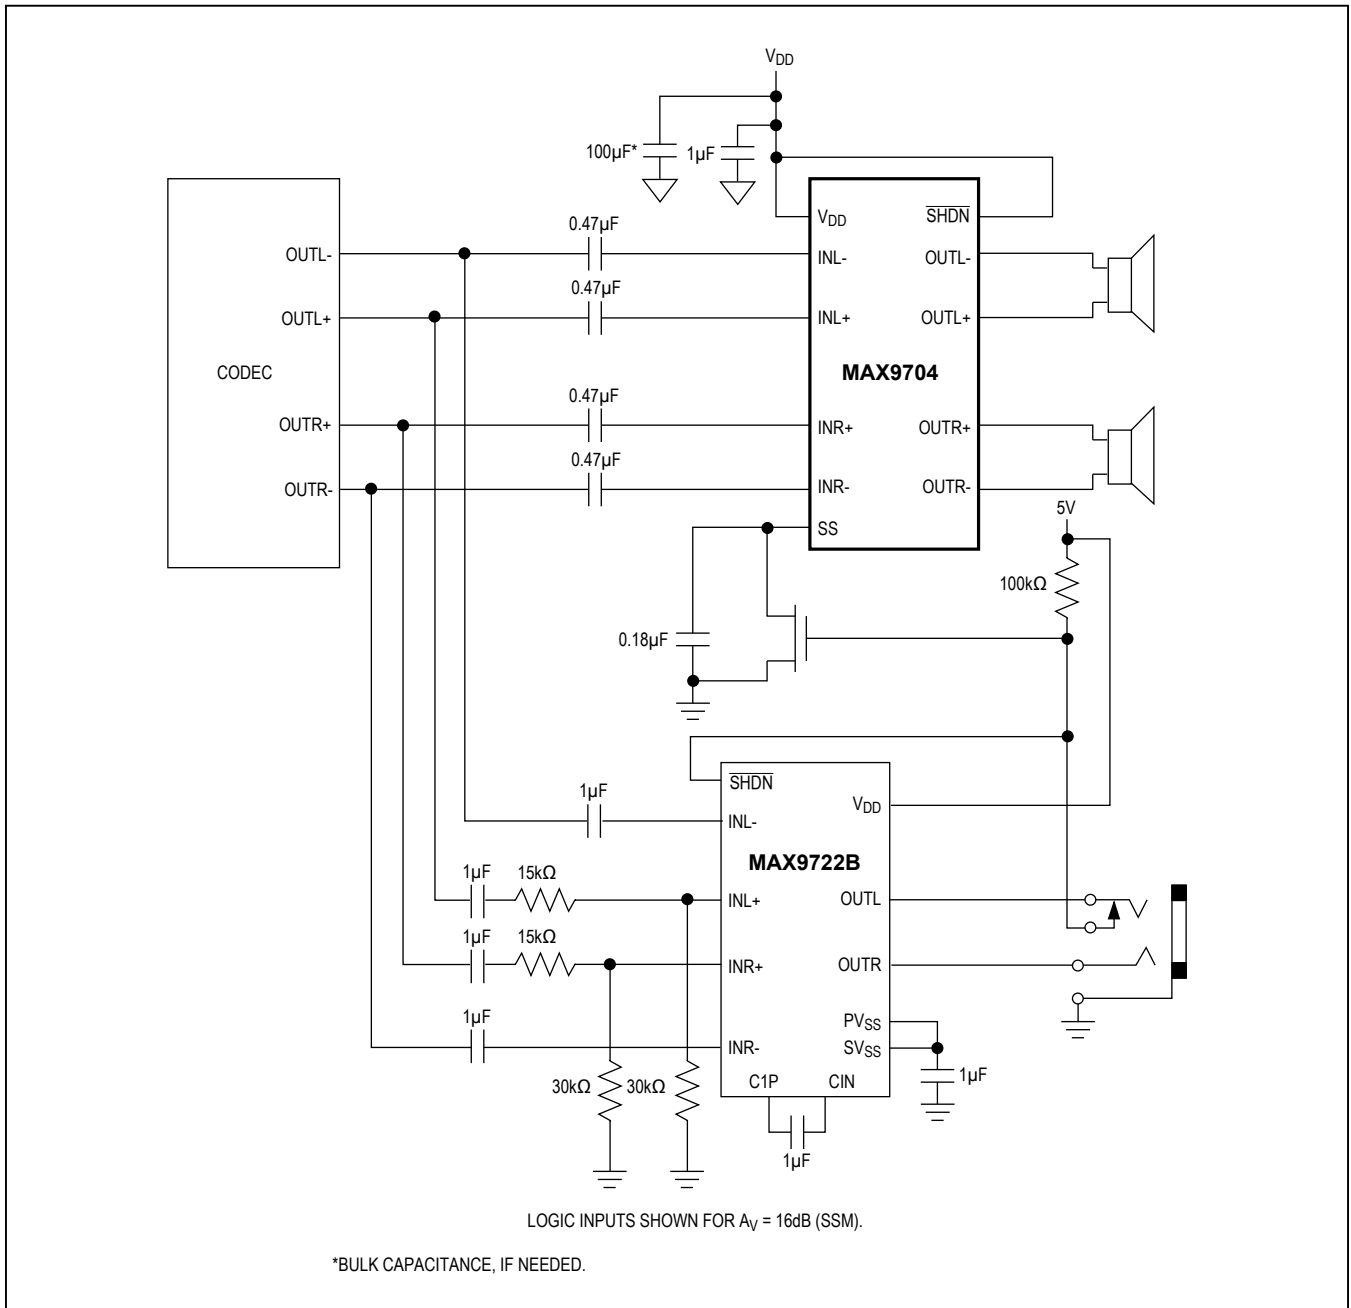 VDD
100µF*
1µF
VDD
SHDN
0.47µF
OUTL-
INL-
OUTL-
0.47µF
OUTL+
INL+
OUTL+
CODEC
MAX9704
0.47µF
OUTR+
INR+
OUTR+
0.47µF
OUTR-
INR-
OUTR-
5V
SS
100kΩ
0.18µF
SHDN
1µF
VDD
INL-
MAX9722B
1µF
15kΩ
INL+
OUTL
1µF
15kΩ
INR+
OUTR
1µF
PVSS
INR-
SVSS
30kΩ
30kΩ
C1P
CIN
1µF
1µF
LOGIC INPUTS SHOWN FOR AV = 16dB (SSM).
*BULK CAPACITANCE, IF NEEDED.